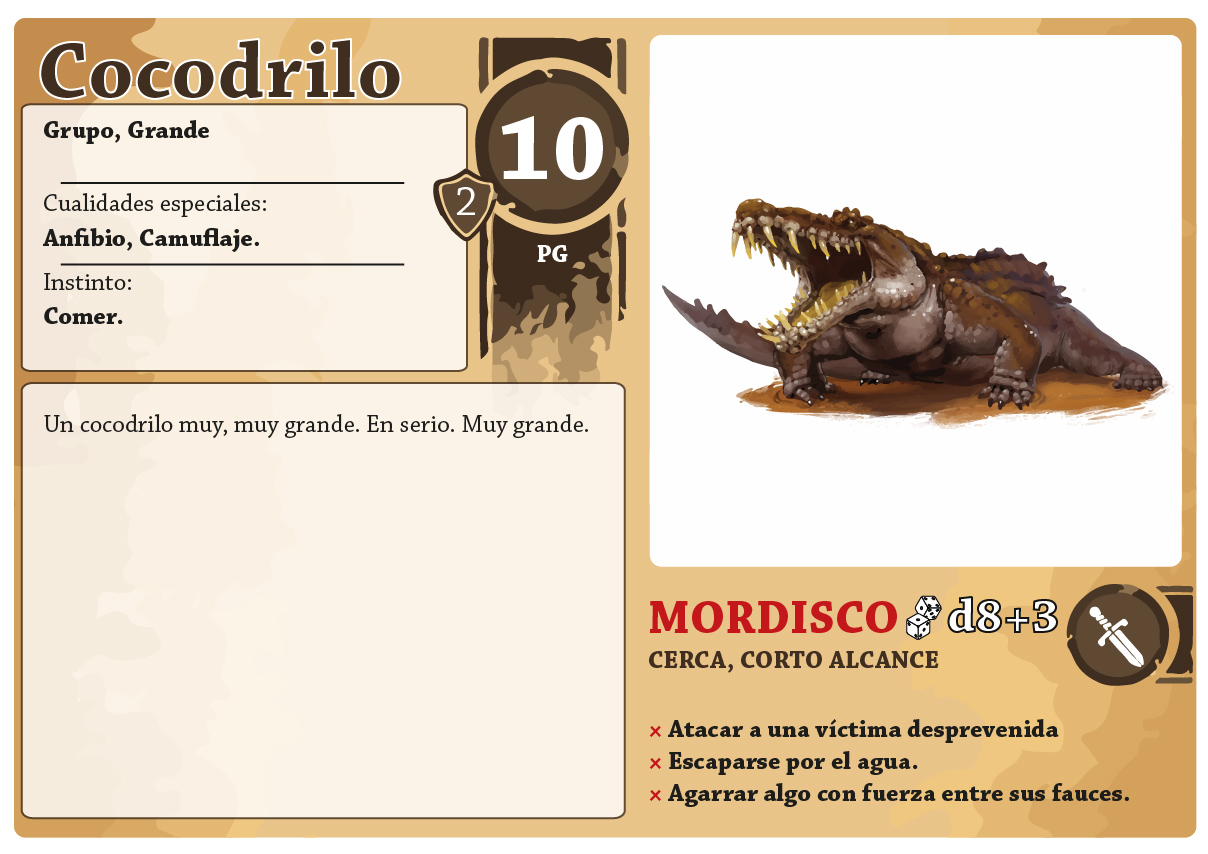 Cocodrilo
Grupo, Grande
10
2
Cualidades especiales:
Anfibio, Camuflaje.
PG
Instinto:
Comer.
Un cocodrilo muy, muy grande. En serio. Muy grande.
MORDISCO d8+3
CERCA, CORTO ALCANCE
× Atacar a una víctima desprevenida
× Escaparse por el agua.
× Agarrar algo con fuerza entre sus fauces.